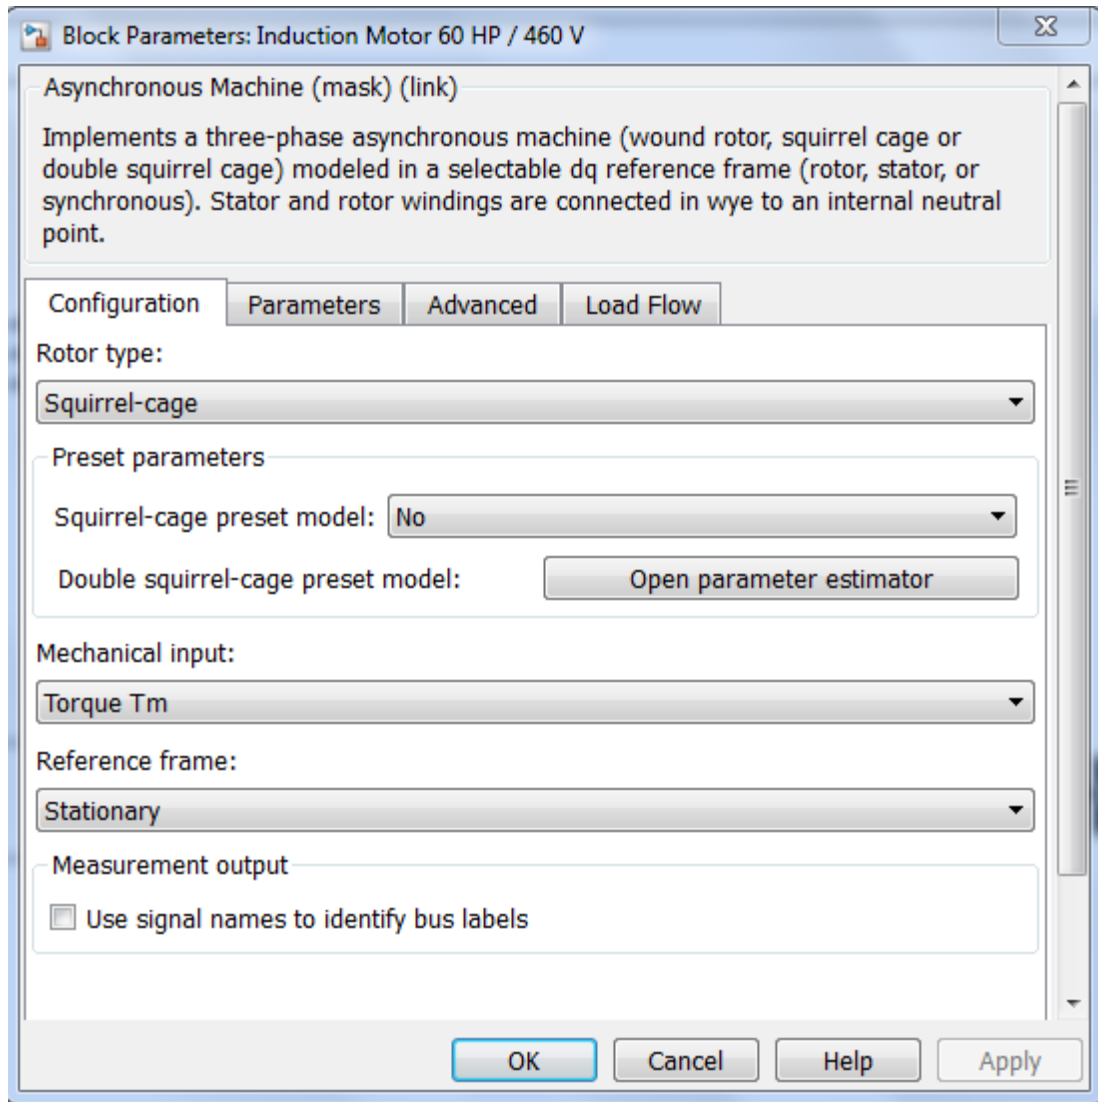 Block Parameters: Induction Motor 60 HP / 460 V
Asynchronous Machine (mask) (link)
Implements a three-phase asynchronous machine (wound rotor, squirrel cage or
double squirrel cage) modeled in a selectable dq reference frame (rotor, stator, or
synchronous). Stator and rotor windings are connected in wye to an internal neutral
point.
Configuration Parameters Advanced Load Flow
Rotor type:
Squirrel-cage
Preset parameters
Squirrel-cage preset model: No
Double squirrel-cage preset model: Open parameter estimator
Mechanical input:
Torque Tm
Reference frame:
Stationary
Measurement output
Use signal names to identify bus labels
OK Cancel Help Apply